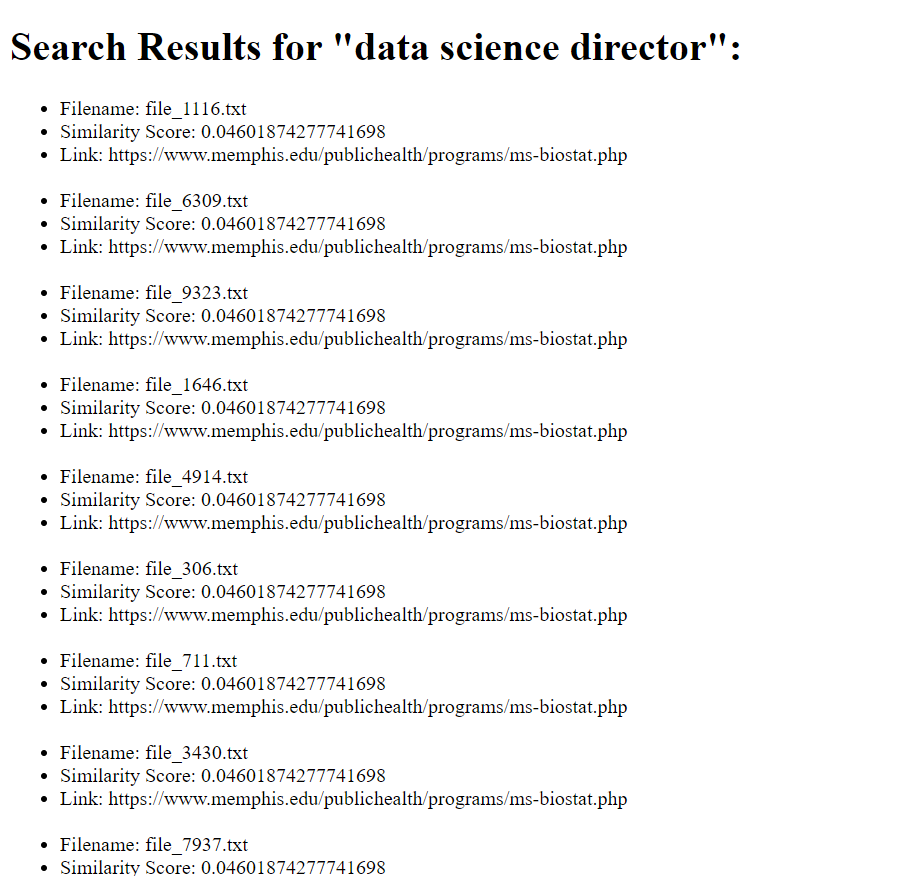 Search Results for "data science director":
• Filename: file_1116.txt
• Similarity Score: 0.04601874277741698
• Link: https://www.memphis.edu/publichealth/programs/ms-biostat.php
• Filename: file_6309.txt
• Similarity Score: 0.04601874277741698
• Link: https://www.memphis.edu/publichealth/programs/ms-biostat.php
• Filename: file_9323.txt
• Similarity Score: 0.04601874277741698
• Link: https://www.memphis.edu/publichealth/programs/ms-biostat.php
• Filename: file_1646.txt
• Similarity Score: 0.04601874277741698
• Link: https://www.memphis.edu/publichealth/programs/ms-biostat.php
• Filename: file_4914.txt
• Similarity Score: 0.04601874277741698
• Link: https://www.memphis.edu/publichealth/programs/ms-biostat.php
• Filename: file_306.txt
• Similarity Score: 0.04601874277741698
• Link: https://www.memphis.edu/publichealth/programs/ms-biostat.php
• Filename: file_711.txt
• Similarity Score: 0.04601874277741698
• Link: https://www.memphis.edu/publichealth/programs/ms-biostat.php
• Filename: file_3430.txt
• Similarity Score: 0.04601874277741698
• Link: https://www.memphis.edu/publichealth/programs/ms-biostat.php
• Filename: file_7937.txt
• Similarity Score: 0.04601874277741698